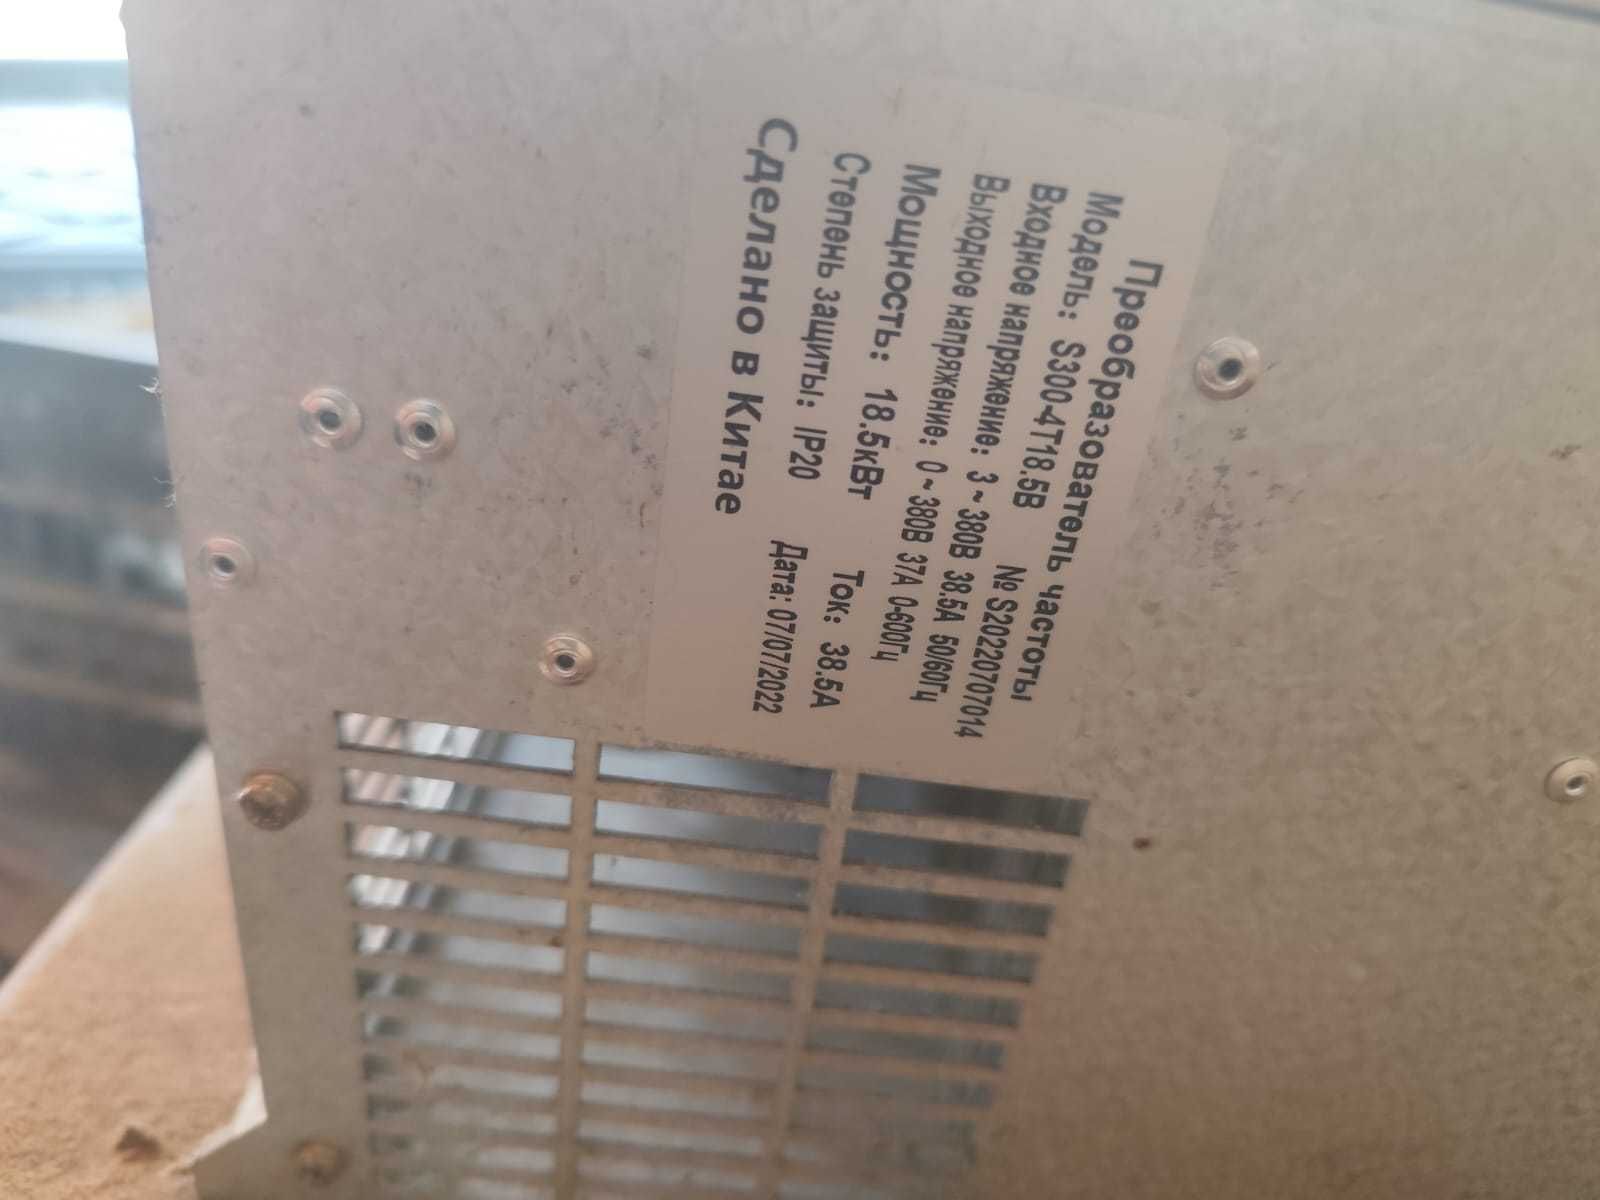 Преобразователь частоты
Модель: S300-4T18.5B № S20220707014
Входное напряжение: 3~380В 38.5А 50/60Гц
Выходное напряжение: 0~380В 37А 0-600Гц
Мощность: 18.5кВт Ток: 38.5А
Степень защиты: IP20 Дата: 07/07/2022
Сделано в Китае